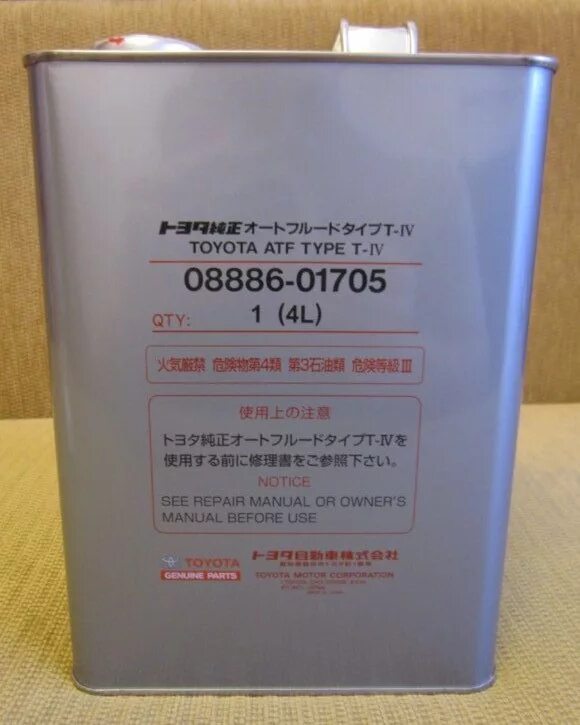 トヨタ純正オートフルードタイプT-Ⅳ
TOYOTA ATF TYPE T-Ⅳ
08886-01705
QTY: 1 (4L)
火気厳禁 危険物第4類 第3石油類 危険等級Ⅲ
使用上の注意
トヨタ純正オートフルードタイプT-Ⅳを
使用する前に修理書をご参照下さい。
NOTICE
SEE REPAIR MANUAL OR OWNER'S
MANUAL BEFORE USE
TOYOTA
GENUINE PARTS
トヨタ自動車株式会社
TOYOTA MOTOR CORPORATION